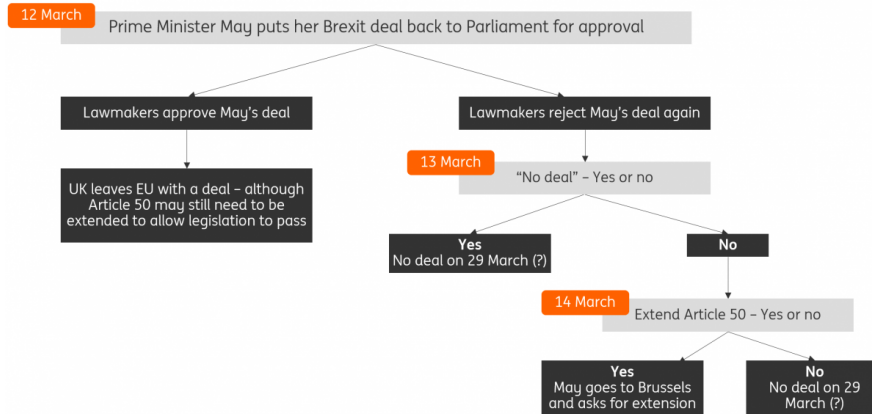 12 March
Prime Minister May puts her Brexit deal back to Parliament for approval
Lawmakers approve May's deal
Lawmakers reject May's deal again
13 March
"No deal" – Yes or no
UK leaves EU with a deal – although
Article 50 may still need to be
extended to allow legislation to pass
Yes
No deal on 29 March (?)
No
14 March
Extend Article 50 – Yes or no
Yes
May goes to Brussels
and asks for extension
No
No deal on 29
March (?)